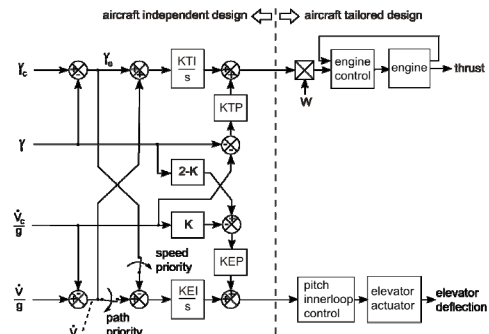 aircraft independent design
aircraft tailored design
γc
γe
KTI
s
engine control
engine
thrust
W
KTP
γ
2-K
V̇c
g
K
speed priority
KEP
V̇
g
KEI
s
pitch innerloop control
elevator actuator
elevator deflection
path priority